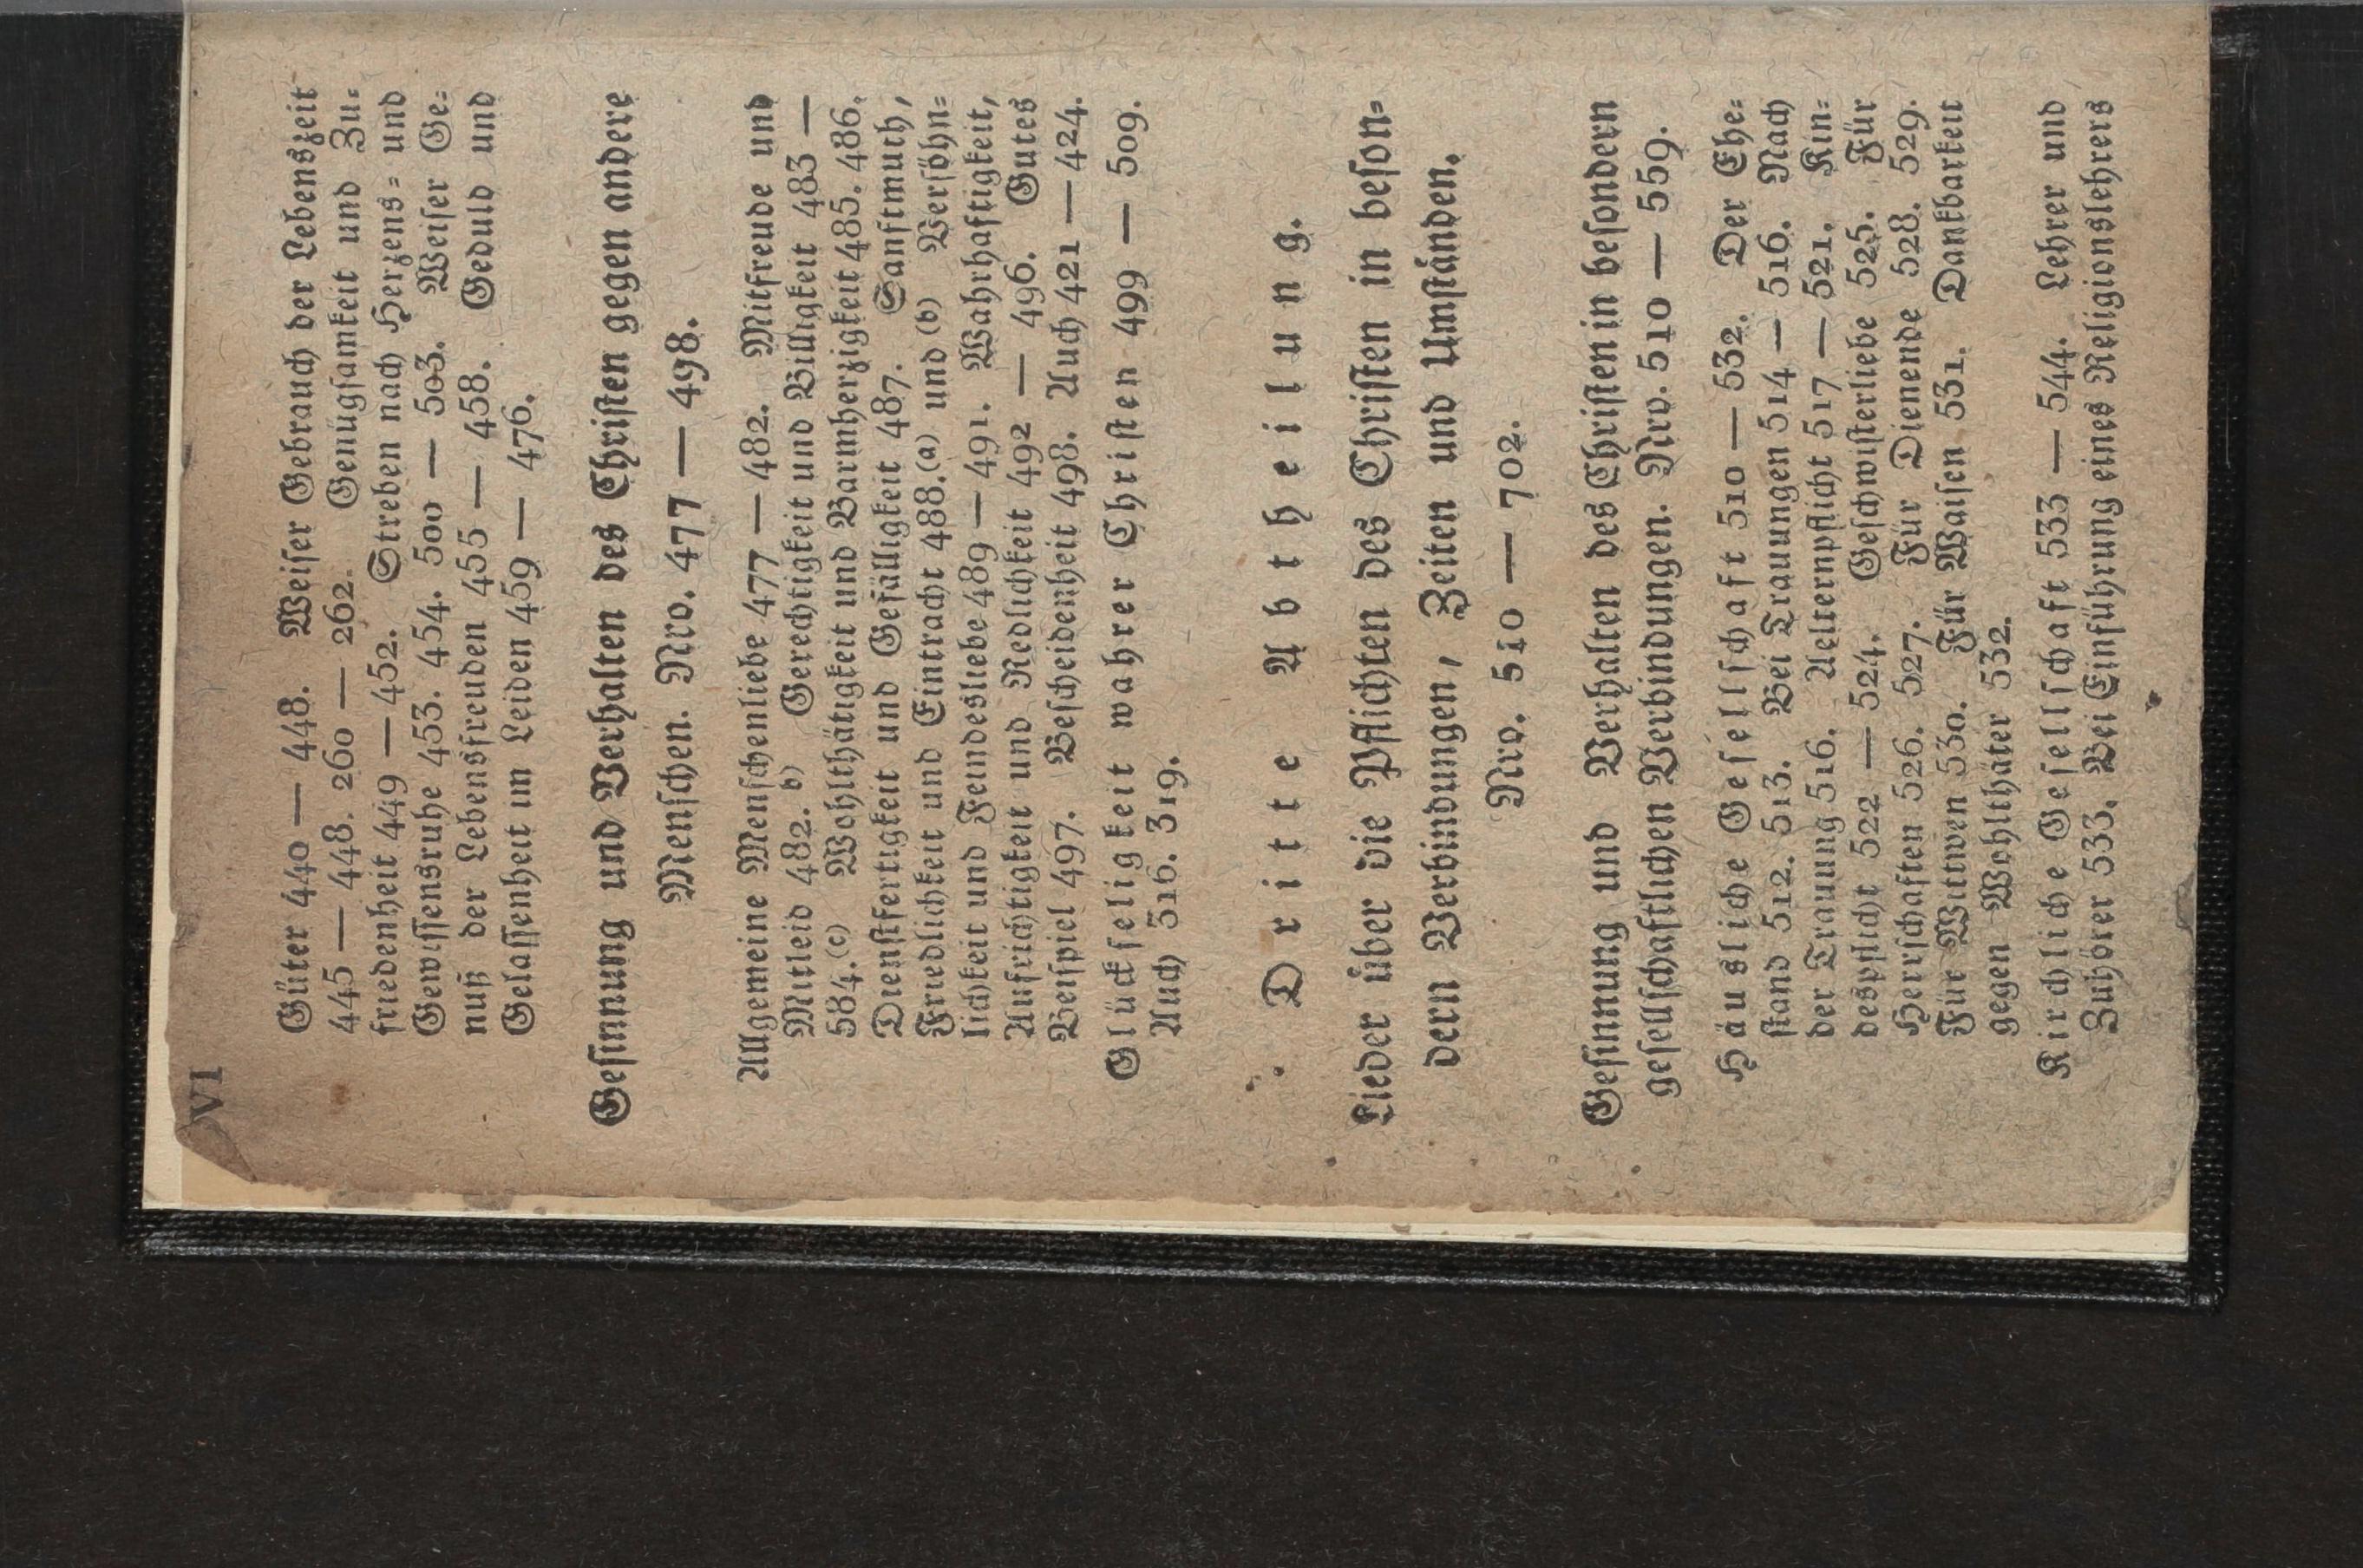 VI
Güter 440 — 448. Weiser Gebrauch der Lebenszeit
445 — 448. 260 — 262. Genügsamkeit und Zu-
friedenheit 449 — 452. Streben nach Herzens- und
Gewissensruhe 453. 454. 500 — 503. Weiser Ge-
nuß der Lebensfreuden 455 — 458. Geduld und
Gelassenheit im Leiden 459 — 476.
Gesinnung und Verhalten des Christen gegen andere
Menschen. Nro. 477 — 498.
Allgemeine Menschenliebe 477 — 482. Mitfreude und
Mitleid 482. b) Gerechtigkeit und Billigkeit 483 —
584. (c) Wohlthätigkeit und Barmherzigkeit 485. 486.
Dienstfertigkeit und Gefälligkeit 487. Sanftmuth,
Friedlichkeit und Eintracht 488. (a) und (b) Versöhn-
lichkeit und Feindesliebe 489 — 491. Wahrhaftigkeit,
Aufrichtigkeit und Redlichkeit 492 — 496. Gutes
Beispiel 497. Bescheidenheit 498. Auch 421 — 424.
Glückseligkeit wahrer Christen 499 — 509.
Auch 316. 319.
Dritte Abtheilung.
Lieder über die Pflichten des Christen in beson-
dern Verbindungen, Zeiten und Umständen.
Nro. 510 — 702.
Gesinnung und Verhalten des Christen in besondern
gesellschaftlichen Verbindungen. Nro. 510 — 559.
Häusliche Gesellschaft 510 — 532. Der Ehe-
stand 512. 513. Bei Trauungen 514 — 516. Nach
der Trauung 516. Aelternpflicht 517 — 521. Kin-
despflicht 522 — 524. Geschwisterliebe 525. Für
Herrschaften 526. 527. Für Dienende 528. 529.
Für Wittwen 530. Für Waisen 531. Dankbarkeit
gegen Wohlthäter 532.
Kirchliche Gesellschaft 533 — 544. Lehrer und
Zuhörer 533. Bei Einführung eines Religionslehrers